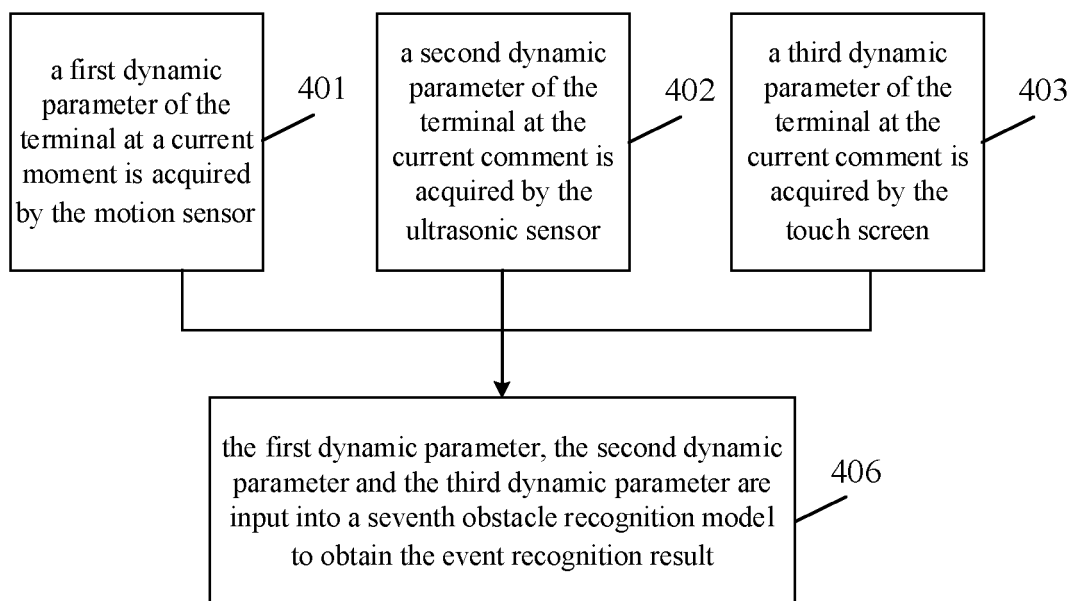 a first dynamic
parameter of the
terminal at a current
moment is acquired
by the motion sensor
401
a second dynamic
parameter of the
terminal at the
current comment is
acquired by the
ultrasonic sensor
402
a third dynamic
parameter of the
terminal at the
current comment is
acquired by the
touch screen
403
the first dynamic parameter, the second dynamic
parameter and the third dynamic parameter are
input into a seventh obstacle recognition model
to obtain the event recognition result
406